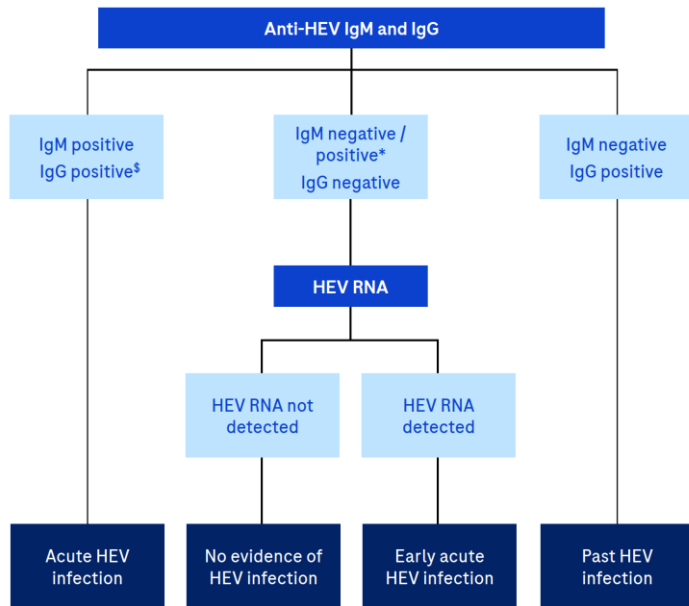 Anti-HEV IgM and IgG
IgM positive
IgG positive$
IgM negative /
positive*
IgG negative
IgM negative
IgG positive
HEV RNA
HEV RNA not
detected
HEV RNA
detected
Acute HEV
infection
No evidence of
HEV infection
Early acute
HEV infection
Past HEV
infection